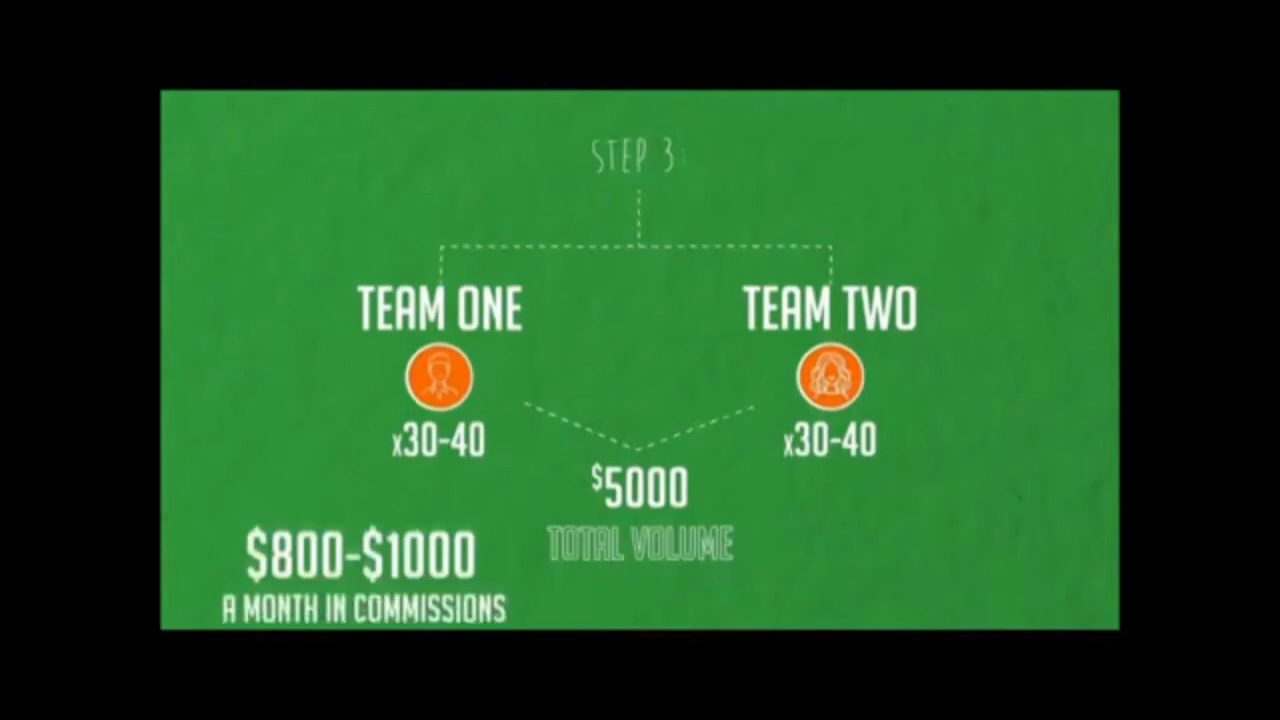 STEP 3:
TEAM ONE
TEAM TWO
x30-40
x30-40
$5000
TOTAL VOLUME
$800-$1000
A MONTH IN COMMISSIONS